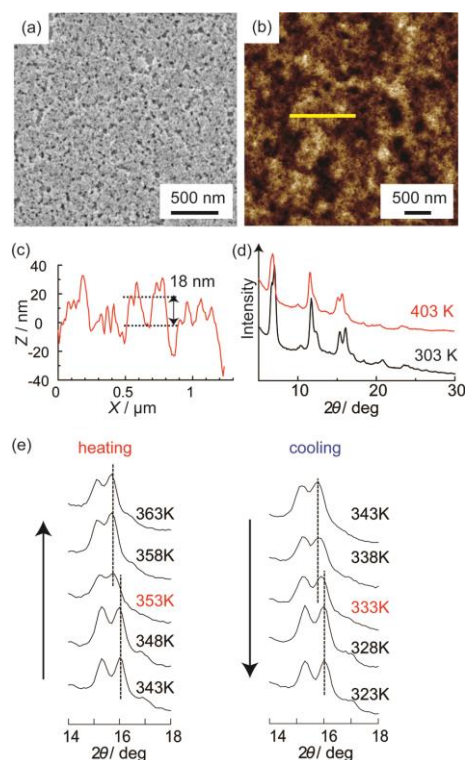 (a)
500 nm
(b)
500 nm
(c)
Z / nm
40
20
0
-20
-40
18 nm
0
0.5
1
X / µm
(d)
Intensity
403 K
303 K
0
10
20
30
2θ / deg
(e)
heating
363K
358K
353K
348K
343K
14
16
18
2θ / deg
cooling
343K
338K
333K
328K
323K
14
16
18
2θ / deg